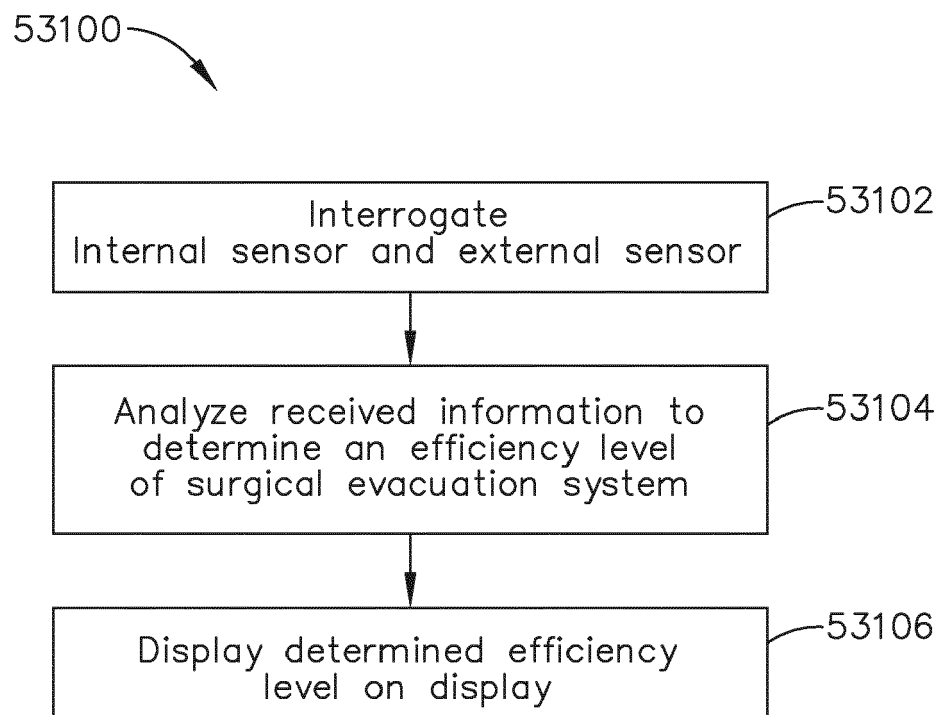 53100
Interrogate
Internal sensor and external sensor
53102
Analyze received information to
determine an efficiency level
of surgical evacuation system
53104
Display determined efficiency
level on display
53106